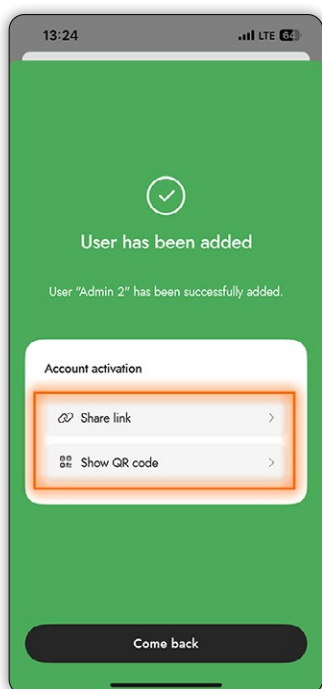 13:24
LTE 64
User has been added
User "Admin 2" has been successfully added.
Account activation
Share link
Show QR code
Come back